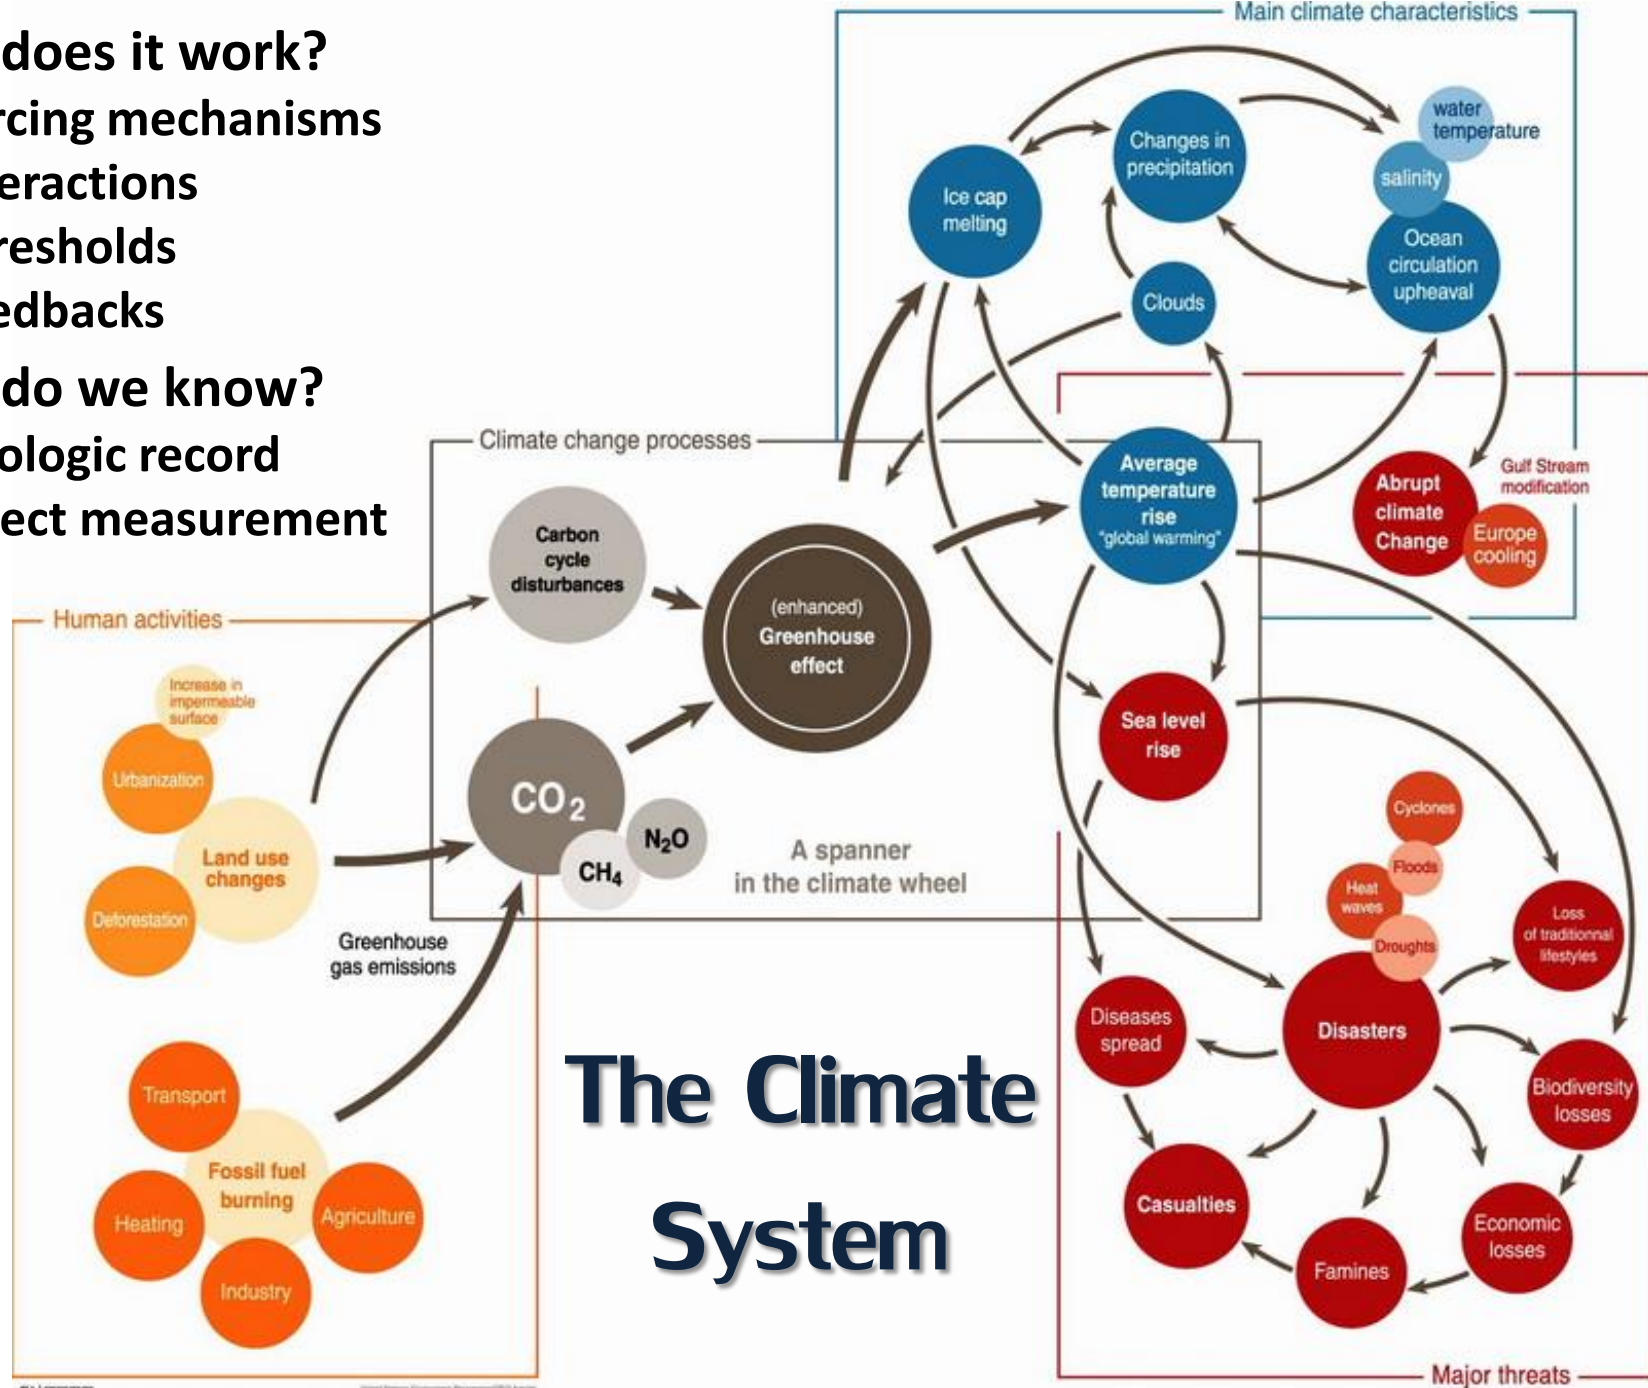 does it work?
rcing mechanisms
eractions
resholds
edbacks
do we know?
ologic record
ect measurement
Main climate characteristics
water
temperature
salinity
Changes in
precipitation
Ice cap
melting
Ocean
circulation
upheaval
Clouds
Climate change processes
Average
temperature
rise
"global warming"
Abrupt
climate
Change
Gulf Stream
modification
Europe
cooling
Carbon
cycle
disturbances
(enhanced)
Greenhouse
effect
Human activities
Increase in
impermeable
surface
Urbanization
Land use
changes
Deforestation
Sea level
rise
CO₂
N₂O
CH₄
A spanner
in the climate wheel
Greenhouse
gas emissions
Cyclones
Floods
Heat
waves
Droughts
Loss
of traditionnal
lifestyles
Diseases
spread
Disasters
Biodiversity
losses
Transport
Fossil fuel
burning
Heating
Agriculture
Industry
The Climate
System
Casualties
Economic
losses
Famines
Major threats